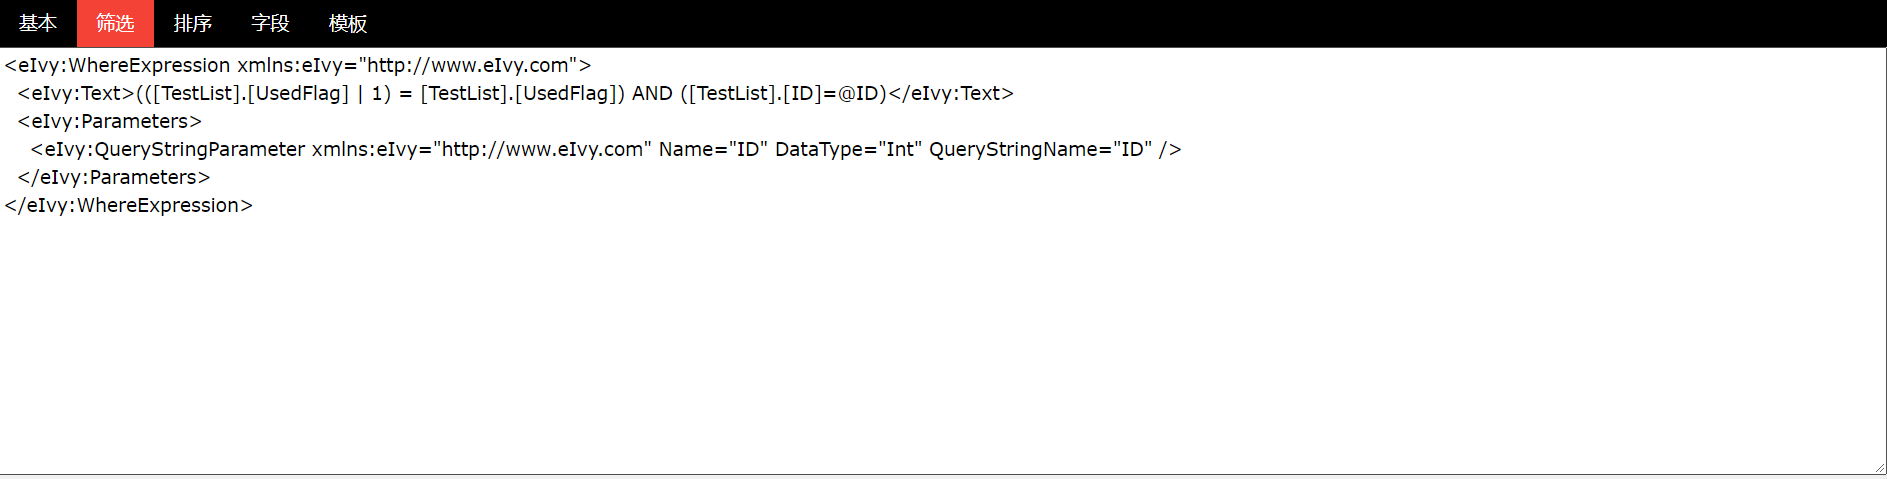 基本 筛选 排序 字段 模板
<eIvy:WhereExpression xmlns:eIvy="http://www.eIvy.com">
<eIvy:Text>(([TestList].[UsedFlag] | 1) = [TestList].[UsedFlag]) AND ([TestList].[ID]=@ID)</eIvy:Text>
<eIvy:Parameters>
<eIvy:QueryStringParameter xmlns:eIvy="http://www.eIvy.com" Name="ID" DataType="Int" QueryStringName="ID" />
</eIvy:Parameters>
</eIvy:WhereExpression>